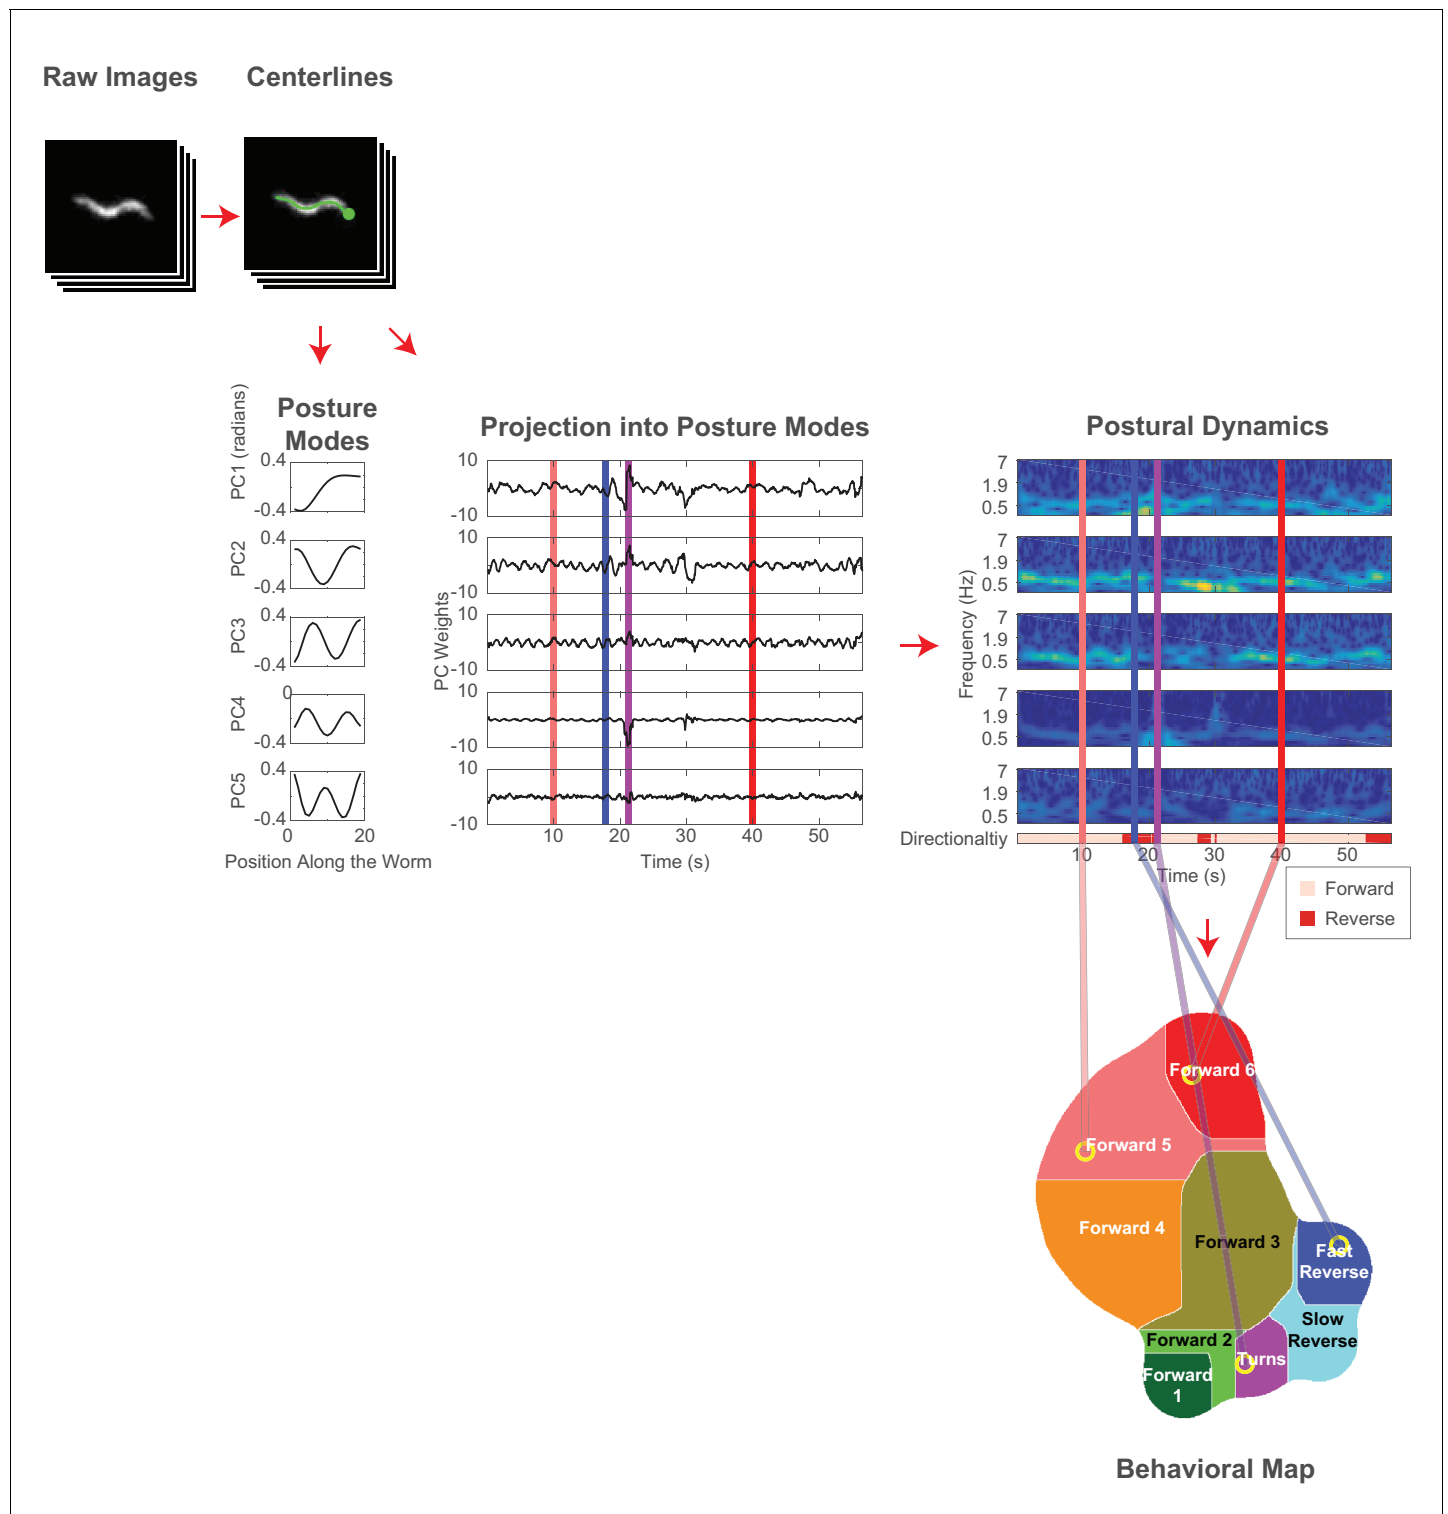 Raw Images
Centerlines
Posture
Modes
PC1 (radians)
0.4
-0.4
PC2
0.4
-0.4
PC3
0.4
-0.4
PC4
0
-0.4
PC5
0.4
-0.4
0
20
Position Along the Worm
Projection into Posture Modes
PC Weights
10
-10
10
-10
10
-10
10
-10
10
-10
10
20
30
40
50
Time (s)
Postural Dynamics
Frequency (Hz)
7
1.9
0.5
7
1.9
0.5
7
1.9
0.5
7
1.9
0.5
7
1.9
0.5
Directionaltiy
10
20
30
40
50
Time (s)
Forward
Reverse
Forward 6
Forward 5
Forward 4
Forward 3
Fast
Reverse
Slow
Reverse
Forward 2
Turns
Forward
1
Behavioral Map